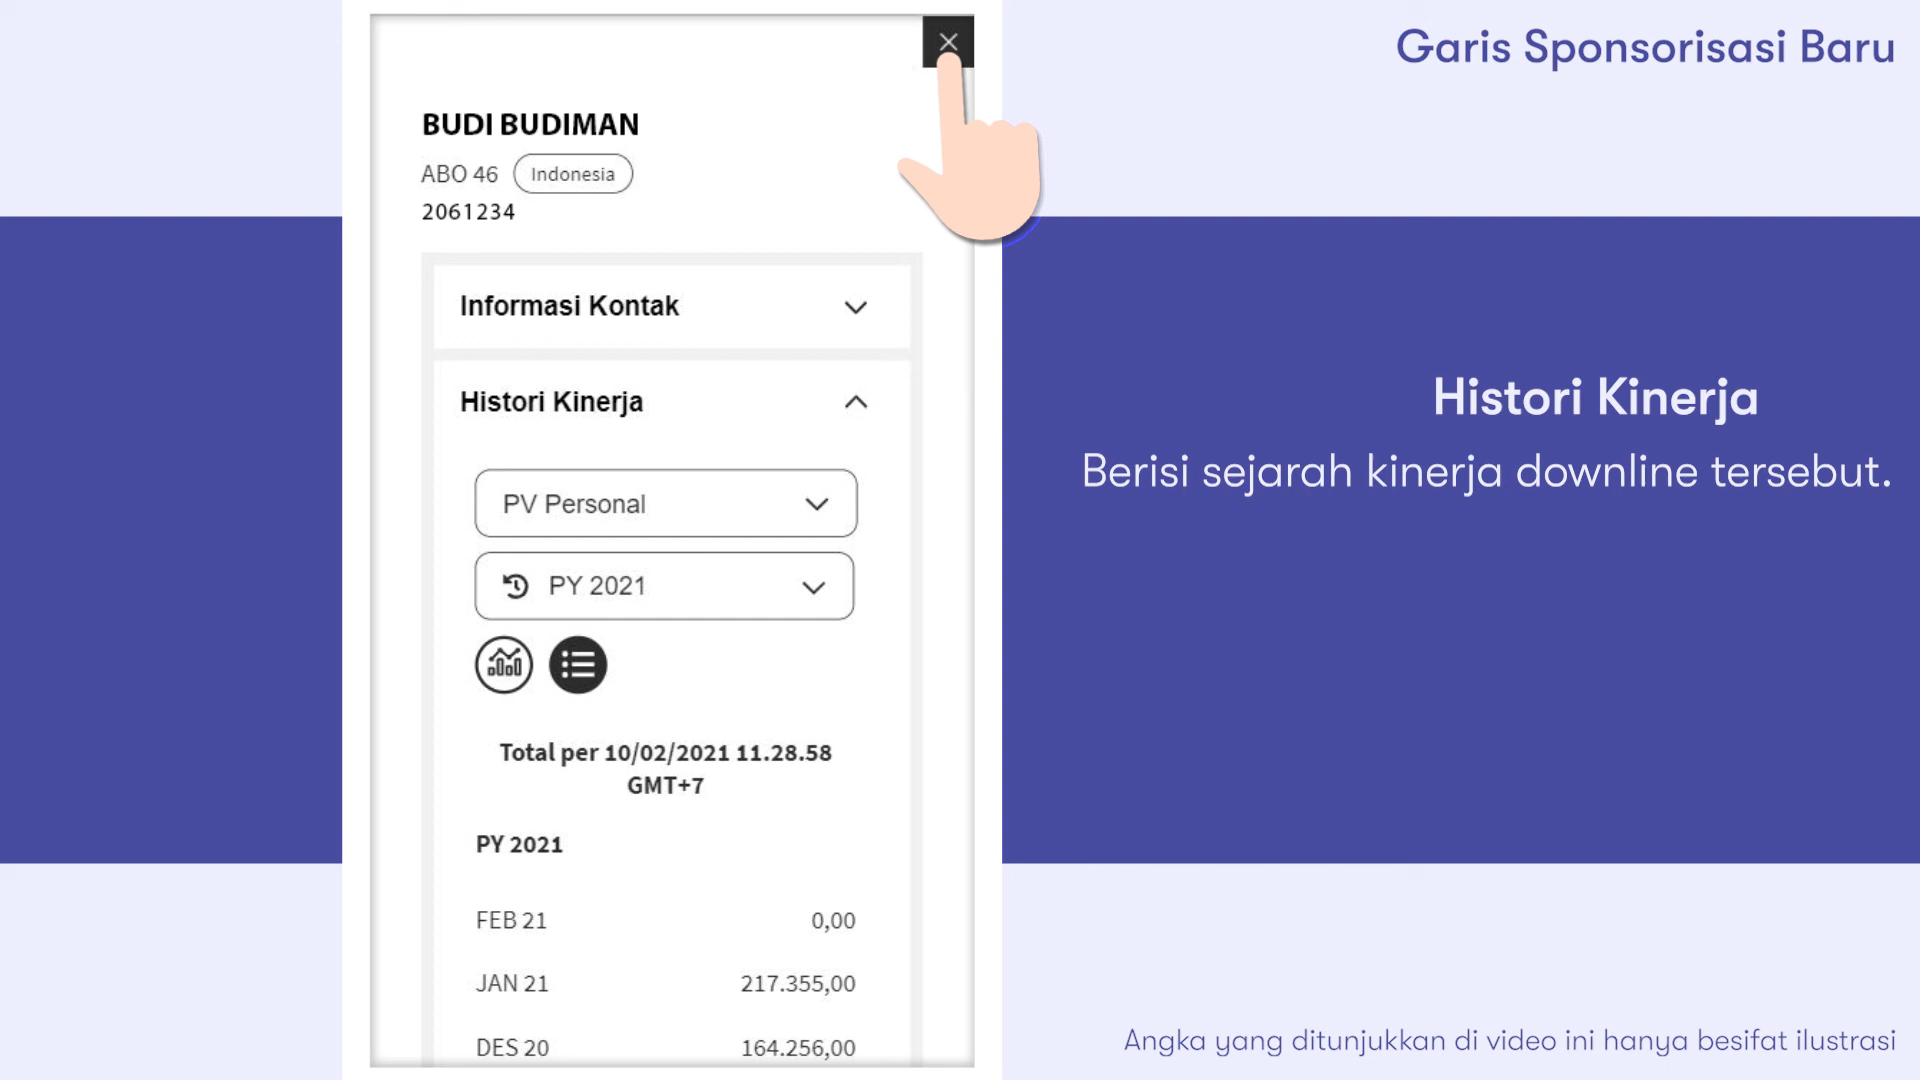 Garis Sponsorisasi Baru
BUDI BUDIMAN
ABO 46 Indonesia
2061234
Informasi Kontak
Histori Kinerja
PV Personal
PY 2021
Total per 10/02/2021 11.28.58
GMT+7
PY 2021
FEB 21 0,00
JAN 21 217.355,00
DES 20 164.256,00
Histori Kinerja
Berisi sejarah kinerja downline tersebut.
Angka yang ditunjukkan di video ini hanya besifat ilustrasi